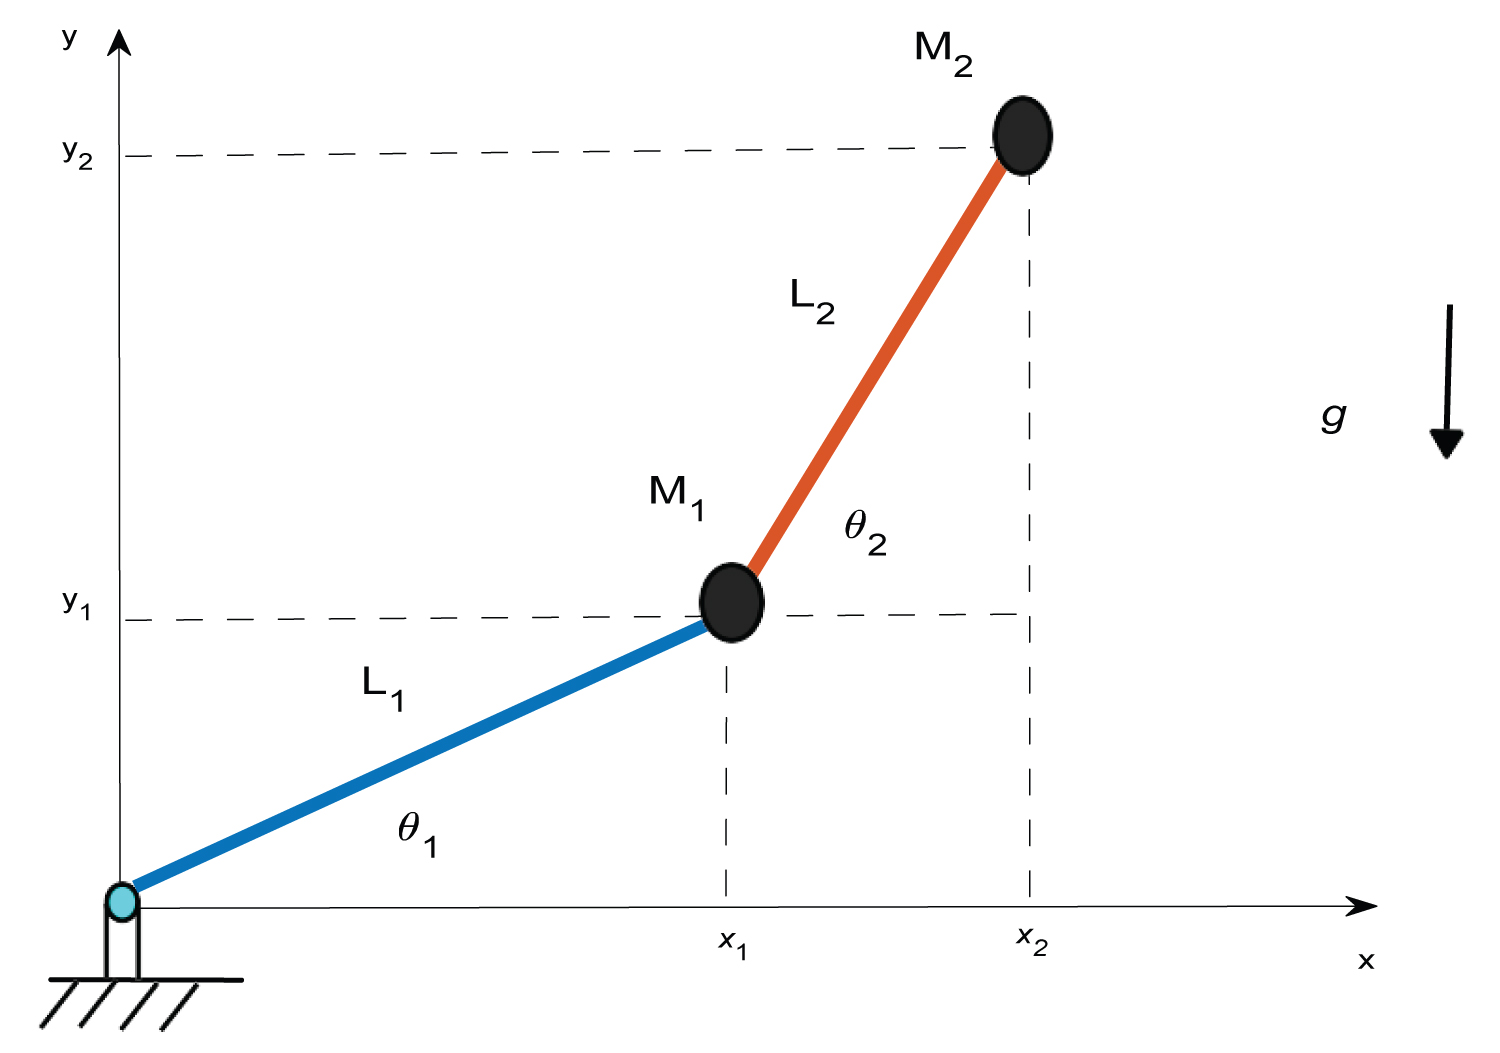 y
M₂
y₂
L₂
g
M₁
θ₂
y₁
L₁
θ₁
x₁
x₂
x